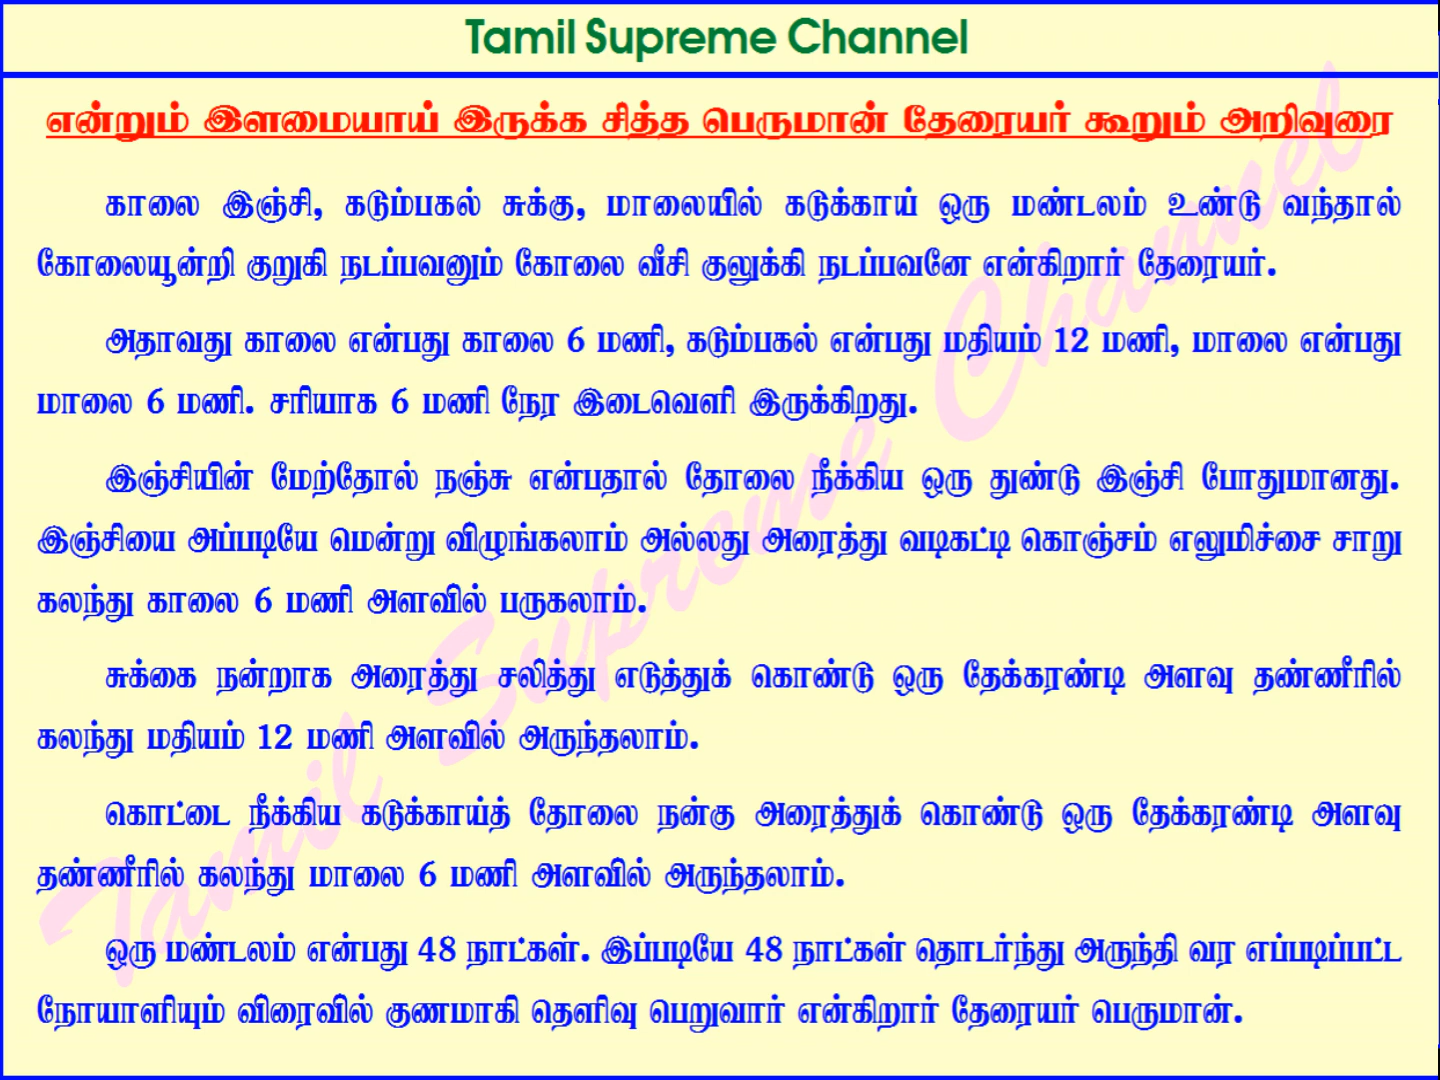 Tamil Supreme Channel
என்றும் இளமையாய் இருக்க சித்த பெருமான் தேரையர் கூறும் அறிவுரை
காலை இஞ்சி, கடும்பகல் சுக்கு, மாலையில் கடுக்காய் ஒரு மண்டலம் உண்டு வந்தால்
கோலையூன்றி குறுகி நடப்பவனும் கோலை வீசி குலுக்கி நடப்பவனே என்கிறார் தேரையர்.
அதாவது காலை என்பது காலை 6 மணி, கடும்பகல் என்பது மதியம் 12 மணி, மாலை என்பது
மாலை 6 மணி. சரியாக 6 மணி நேர இடைவெளி இருக்கிறது.
இஞ்சியின் மேற்தோல் நஞ்சு என்பதால் தோலை நீக்கிய ஒரு துண்டு இஞ்சி போதுமானது.
இஞ்சியை அப்படியே மென்று விழுங்கலாம் அல்லது அரைத்து வடிகட்டி கொஞ்சம் எலுமிச்சை சாறு
கலந்து காலை 6 மணி அளவில் பருகலாம்.
சுக்கை நன்றாக அரைத்து சலித்து எடுத்துக் கொண்டு ஒரு தேக்கரண்டி அளவு தண்ணீரில்
கலந்து மதியம் 12 மணி அளவில் அருந்தலாம்.
கொட்டை நீக்கிய கடுக்காய்த் தோலை நன்கு அரைத்துக் கொண்டு ஒரு தேக்கரண்டி அளவு
தண்ணீரில் கலந்து மாலை 6 மணி அளவில் அருந்தலாம்.
ஒரு மண்டலம் என்பது 48 நாட்கள். இப்படியே 48 நாட்கள் தொடர்ந்து அருந்தி வர எப்படிப்பட்ட
நோயாளியும் விரைவில் குணமாகி தெளிவு பெறுவார் என்கிறார் தேரையர் பெருமான்.
Tamil Supreme Channel